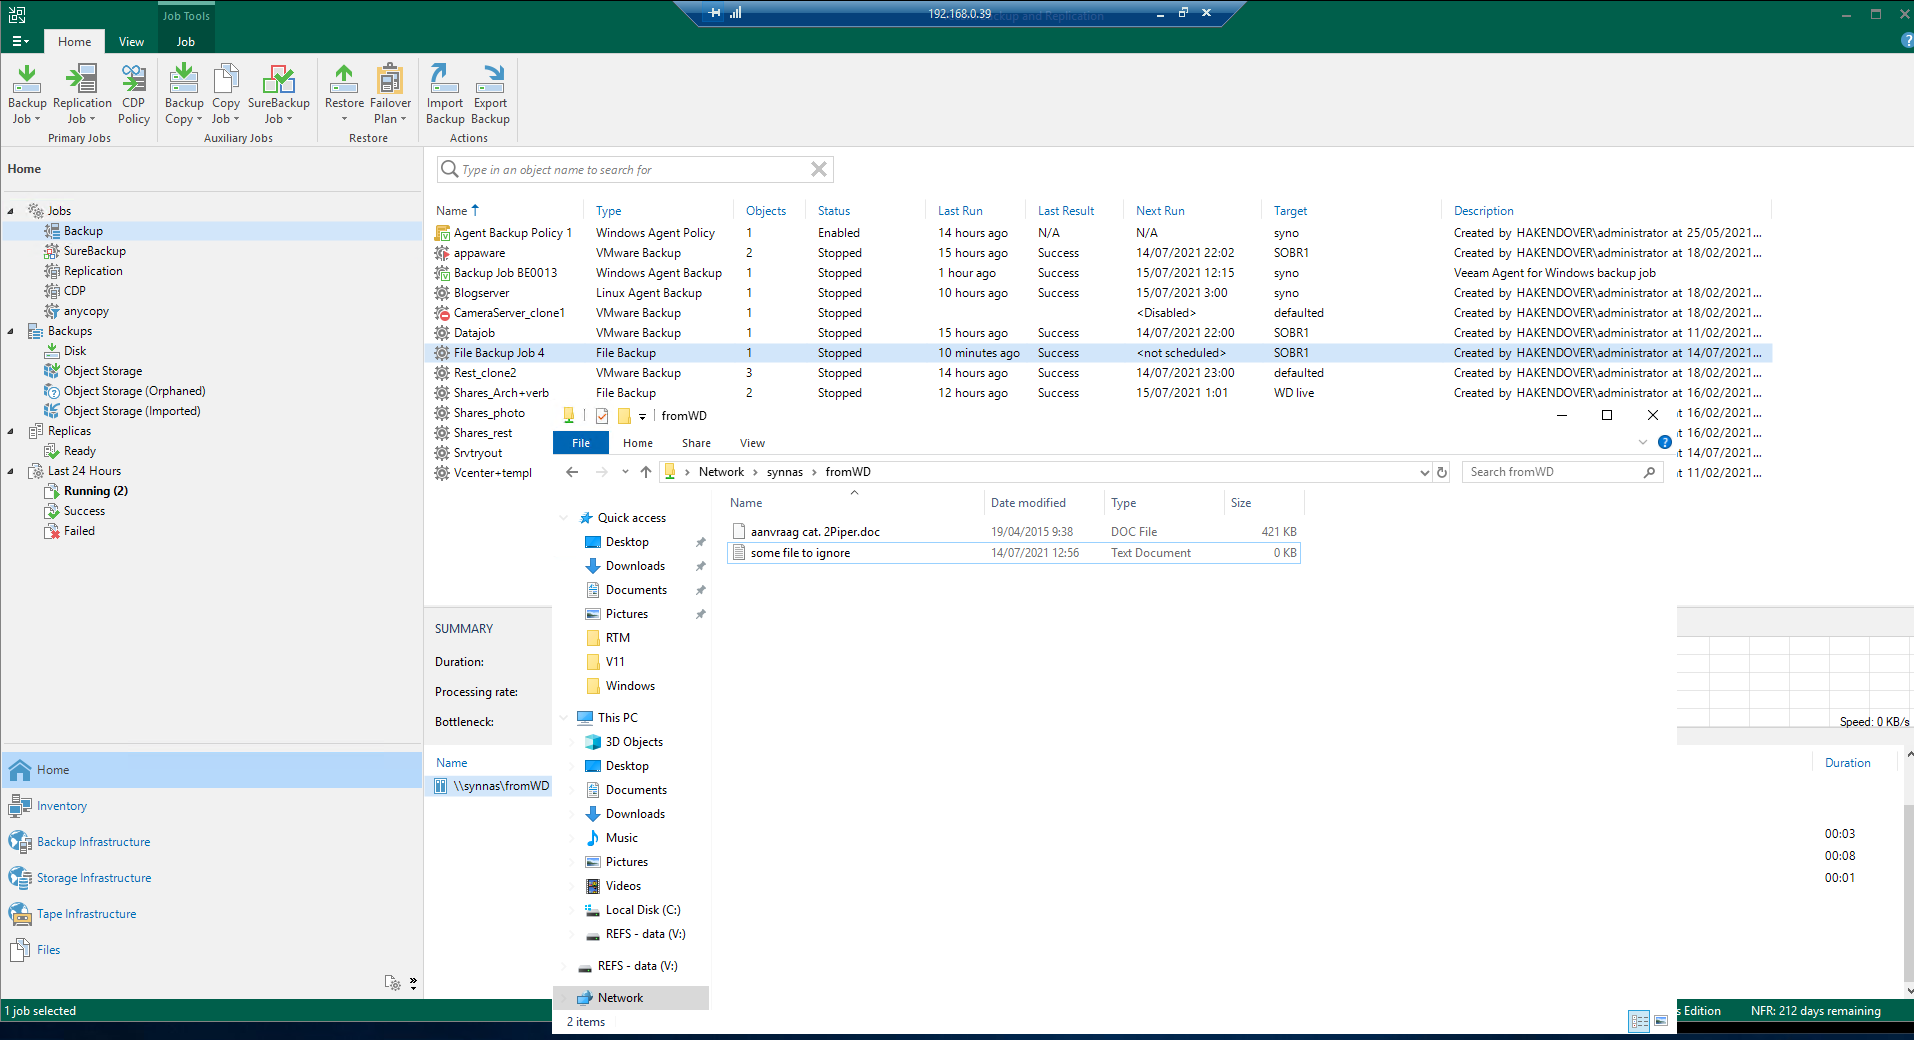 Job Tools
192.168.0.39
Backup and Replication
Home
View
Job
Backup Job
Replication Job
CDP Policy
Primary Jobs
Backup Copy
Copy Job
SureBackup Job
Auxiliary Jobs
Restore
Failover Plan
Restore
Import Backup
Export Backup
Actions
Home
Type in an object name to search for
Jobs
Backup
SureBackup
Replication
CDP
anycopy
Backups
Disk
Object Storage
Object Storage (Orphaned)
Object Storage (Imported)
Replicas
Ready
Last 24 Hours
Running (2)
Success
Failed
Home
Inventory
Backup Infrastructure
Storage Infrastructure
Tape Infrastructure
Files
1 job selected
Name Type Objects Status Last Run Last Result Next Run Target Description
Agent Backup Policy 1 Windows Agent Policy 1 Enabled 14 hours ago N/A N/A syno Created by HAKENDOVER\administrator at 25/05/2021...
appaware VMware Backup 2 Stopped 15 hours ago Success 14/07/2021 22:02 SOBR1 Created by HAKENDOVER\administrator at 18/02/2021...
Backup Job BE0013 Windows Agent Backup 1 Stopped 1 hour ago Success 15/07/2021 12:15 syno Veeam Agent for Windows backup job
Blogserver Linux Agent Backup 1 Stopped 10 hours ago Success 15/07/2021 3:00 syno Created by HAKENDOVER\administrator at 18/02/2021...
CameraServer_clone1 VMware Backup 1 Stopped <Disabled> defaulted Created by HAKENDOVER\administrator at 18/02/2021...
Datajob VMware Backup 1 Stopped 15 hours ago Success 14/07/2021 22:00 SOBR1 Created by HAKENDOVER\administrator at 11/02/2021...
File Backup Job 4 File Backup 1 Stopped 10 minutes ago Success <not scheduled> SOBR1 Created by HAKENDOVER\administrator at 14/07/2021...
Rest_clone2 VMware Backup 3 Stopped 14 hours ago Success 14/07/2021 23:00 defaulted Created by HAKENDOVER\administrator at 18/02/2021...
Shares_Arch+verb File Backup 2 Stopped 12 hours ago Success 15/07/2021 1:01 WD live Created by HAKENDOVER\administrator at 16/02/2021...
Shares_photo at 16/02/2021...
Shares_rest at 16/02/2021...
Srvtryout at 14/07/2021...
Vcenter+templ at 11/02/2021...
fromWD
File Home Share View
Network synnas fromWD
Search fromWD
Name Date modified Type Size
aanvraag cat. 2Piper.doc 19/04/2015 9:38 DOC File 421 KB
some file to ignore 14/07/2021 12:56 Text Document 0 KB
Quick access
Desktop
Downloads
Documents
Pictures
RTM
V11
Windows
This PC
3D Objects
Desktop
Documents
Downloads
Music
Pictures
Videos
Local Disk (C:)
REFS - data (V:)
REFS - data (V:)
Network
2 items
SUMMARY
Duration:
Processing rate:
Bottleneck:
Name
\\synnas\fromWD
Speed: 0 KB/s
Duration
00:03
00:08
00:01
s Edition
NFR: 212 days remaining